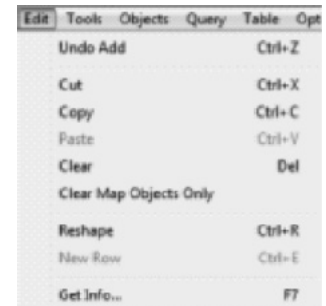 Edit Tools Objects Query Table Opt
Undo Add Ctrl+Z
Cut Ctrl+X
Copy Ctrl+C
Paste Ctrl+V
Clear Del
Clear Map Objects Only
Reshape Ctrl+R
New Row Ctrl+E
Get Info... F7